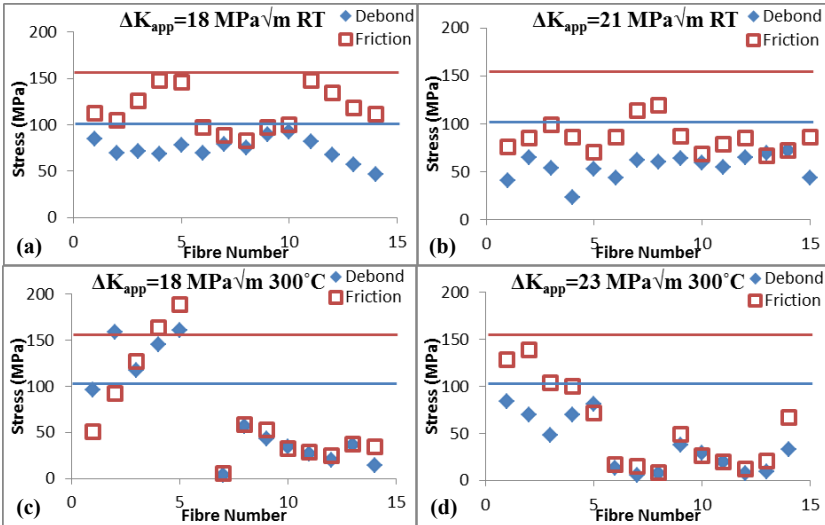 ΔKapp=18 MPa√m RT
Debond
Friction
Stress (MPa)
200
150
100
50
0
0 5 10 15
Fibre Number
(a)
ΔKapp=21 MPa√m RT
Debond
Friction
Stress (MPa)
200
150
100
50
0
0 5 10 15
Fibre Number
(b)
ΔKapp=18 MPa√m 300°C
Debond
Friction
Stress (MPa)
200
150
100
50
0
0 5 10 15
Fibre Number
(c)
ΔKapp=23 MPa√m 300°C
Debond
Friction
Stress (MPa)
200
150
100
50
0
0 5 10 15
Fibre Number
(d)